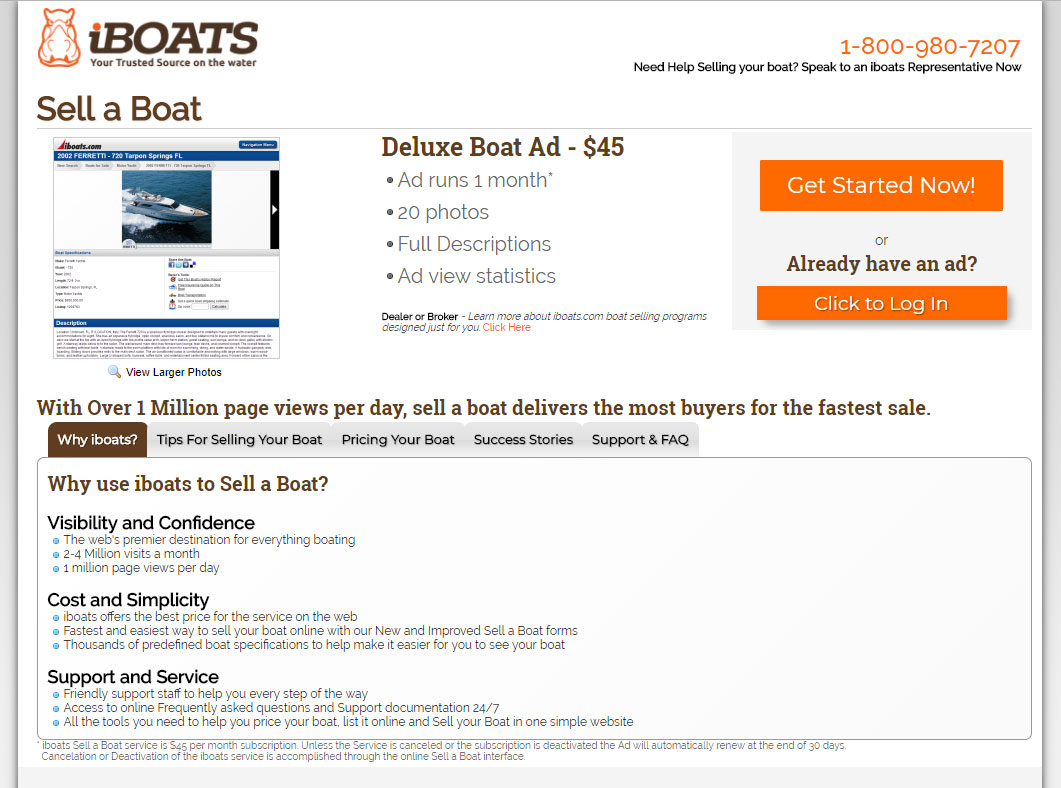 iBOATS
Your Trusted Source on the water
1-800-980-7207
Need Help Selling your boat? Speak to an iboats Representative Now
Sell a Boat
iboats.com
Navigation Menu
2002 FERRETTI - 720 Tarpon Springs FL
Boat Specifications
Description
View Larger Photos
Deluxe Boat Ad - $45
Ad runs 1 month*
20 photos
Full Descriptions
Ad view statistics
Dealer or Broker - Learn more about iboats.com boat selling programs
designed just for you. Click Here
Get Started Now!
or
Already have an ad?
Click to Log In
With Over 1 Million page views per day, sell a boat delivers the most buyers for the fastest sale.
Why iboats?
Tips For Selling Your Boat
Pricing Your Boat
Success Stories
Support & FAQ
Why use iboats to Sell a Boat?
Visibility and Confidence
The web's premier destination for everything boating
2-4 Million visits a month
1 million page views per day
Cost and Simplicity
iboats offers the best price for the service on the web
Fastest and easiest way to sell your boat online with our New and Improved Sell a Boat forms
Thousands of predefined boat specifications to help make it easier for you to see your boat
Support and Service
Friendly support staff to help you every step of the way
Access to online Frequently asked questions and Support documentation 24/7
All the tools you need to help you price your boat, list it online and Sell your Boat in one simple website
* iboats Sell a Boat service is $45 per month subscription. Unless the Service is canceled or the subscription is deactivated the Ad will automatically renew at the end of 30 days.
Cancelation or Deactivation of the iboats service is accomplished through the online Sell a Boat interface.